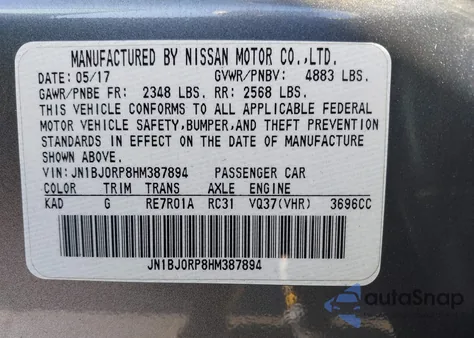 MANUFACTURED BY NISSAN MOTOR CO.,LTD.
DATE: 05/17 GVWR/PNBV: 4883 LBS.
GAWR/PNBE FR: 2348 LBS. RR: 2568 LBS.
THIS VEHICLE CONFORMS TO ALL APPLICABLE FEDERAL
MOTOR VEHICLE SAFETY,BUMPER,AND THEFT PREVENTION
STANDARDS IN EFFECT ON THE DATE OF MANUFACTURE
SHOWN ABOVE.
VIN: JN1BJ0RP8HM387894 PASSENGER CAR
COLOR TRIM TRANS AXLE ENGINE
KAD G RE7R01A RC31 VQ37(VHR) 3696CC
JN1BJ0RP8HM387894
autoSnap